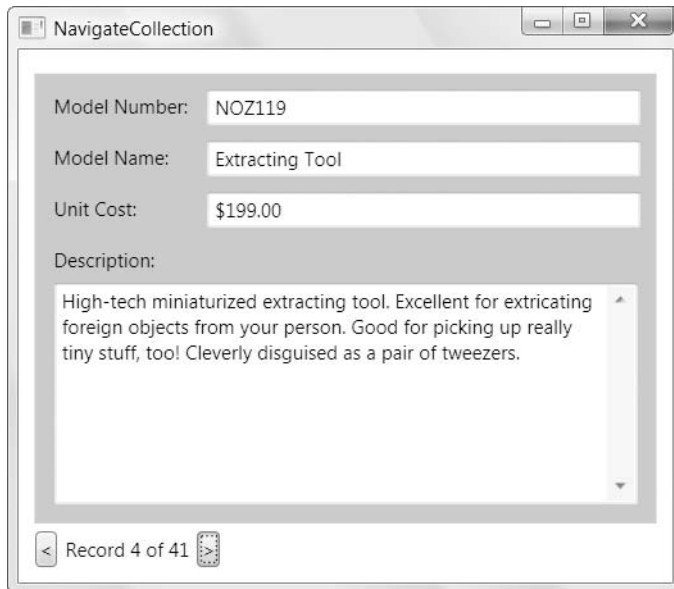 NavigateCollection
Model Number: NOZ119
Model Name: Extracting Tool
Unit Cost: $199.00
Description:
High-tech miniaturized extracting tool. Excellent for extricating
foreign objects from your person. Good for picking up really
tiny stuff, too! Cleverly disguised as a pair of tweezers.
< Record 4 of 41 >